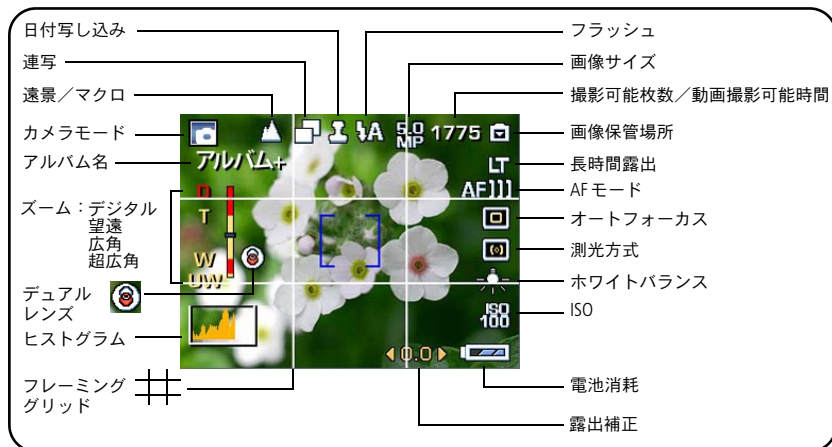 日付写し込み
連写
遠景／マクロ
カメラモード
アルバム名
ズーム：デジタル
望遠
広角
超広角
デュアル
レンズ
ヒストグラム
フレーミング
グリッド
5.0
MP
1775
アルバム+
LT
AF
D
T
W
UW
ISO
100
0.0
フラッシュ
画像サイズ
撮影可能枚数／動画撮影可能時間
画像保管場所
長時間露出
AFモード
オートフォーカス
測光方式
ホワイトバランス
ISO
電池消耗
露出補正